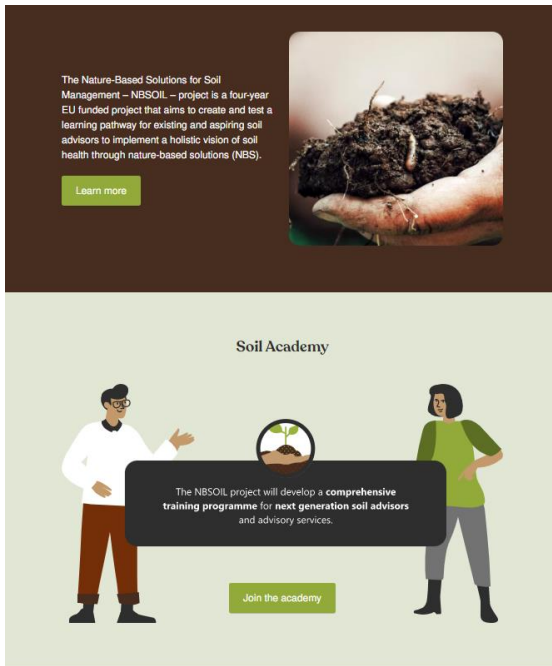 The Nature-Based Solutions for Soil
Management – NBSOIL – project is a four-year
EU funded project that aims to create and test a
learning pathway for existing and aspiring soil
advisors to implement a holistic vision of soil
health through nature-based solutions (NBS).
Learn more
Soil Academy
The NBSOIL project will develop a comprehensive
training programme for next generation soil advisors
and advisory services.
Join the academy